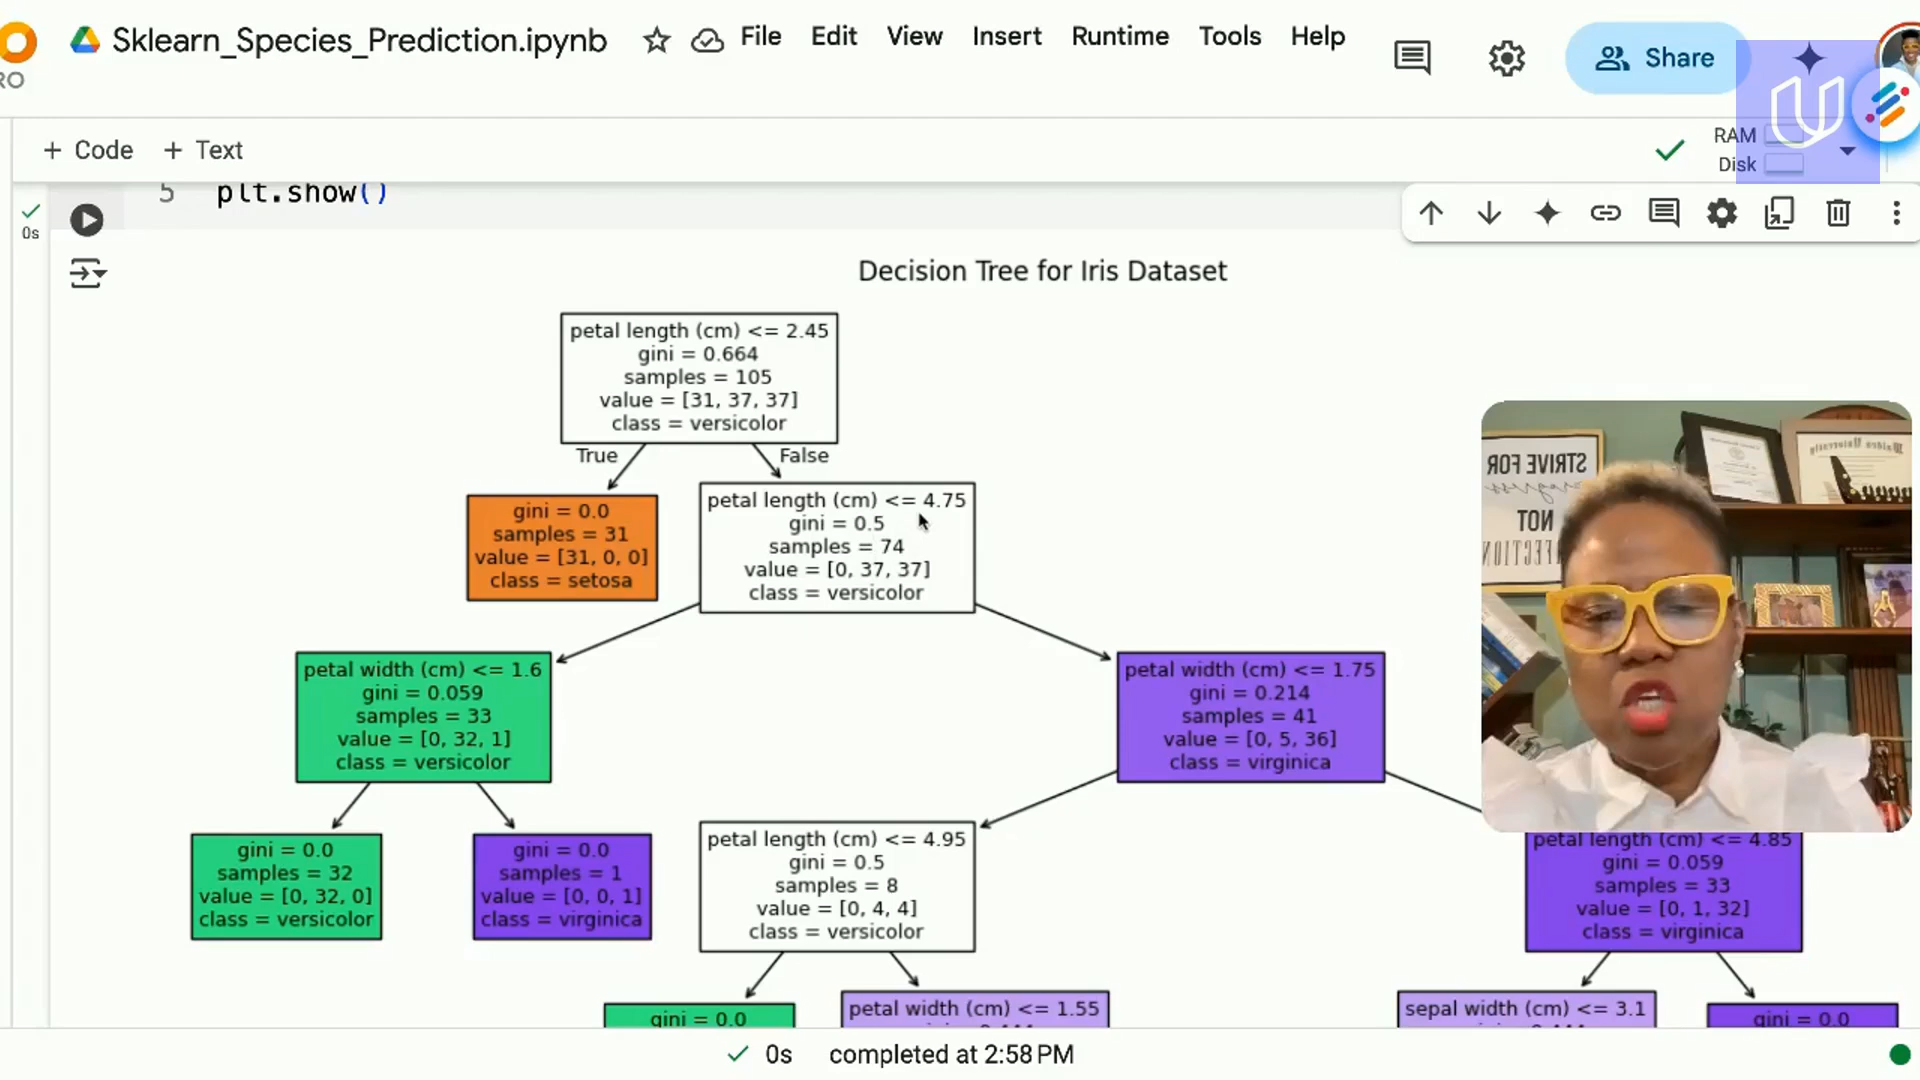 Sklearn_Species_Prediction.ipynb
File Edit View Insert Runtime Tools Help
Share
RO
+ Code + Text
RAM
Disk
5 plt.show()
0s
Decision Tree for Iris Dataset
petal length (cm) <= 2.45
gini = 0.664
samples = 105
value = [31, 37, 37]
class = versicolor
True
False
gini = 0.0
samples = 31
value = [31, 0, 0]
class = setosa
petal length (cm) <= 4.75
gini = 0.5
samples = 74
value = [0, 37, 37]
class = versicolor
petal width (cm) <= 1.6
gini = 0.059
samples = 33
value = [0, 32, 1]
class = versicolor
petal width (cm) <= 1.75
gini = 0.214
samples = 41
value = [0, 5, 36]
class = virginica
gini = 0.0
samples = 32
value = [0, 32, 0]
class = versicolor
gini = 0.0
samples = 1
value = [0, 0, 1]
class = virginica
petal length (cm) <= 4.95
gini = 0.5
samples = 8
value = [0, 4, 4]
class = versicolor
petal length (cm) <= 4.85
gini = 0.059
samples = 33
value = [0, 1, 32]
class = virginica
gini = 0.0
petal width (cm) <= 1.55
sepal width (cm) <= 3.1
gini = 0.0
STRIVE FOR
NOT
0s completed at 2:58 PM